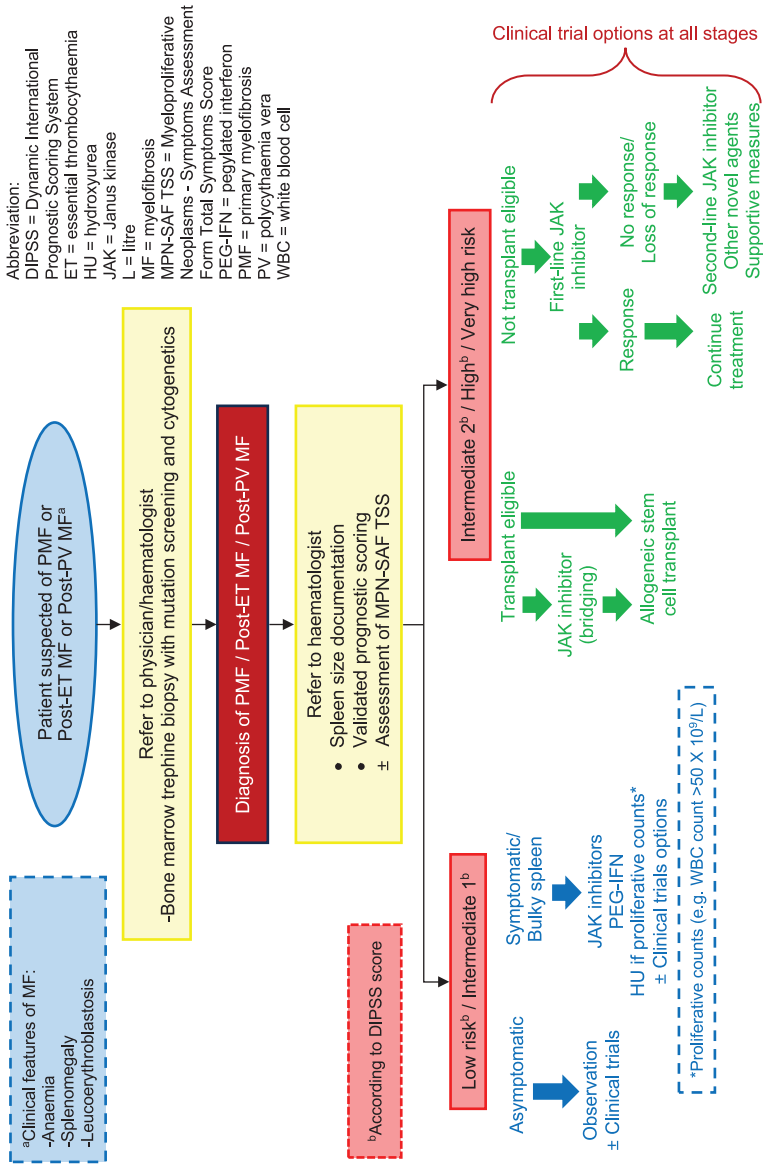 ᵃClinical features of MF:
-Anaemia
-Splenomegaly
-Leucoerythroblastosis
Patient suspected of PMF or
Post-ET MF or Post-PV MFᵃ
Abbreviation:
DIPSS = Dynamic International
Prognostic Scoring System
ET = essential thrombocythaemia
HU = hydroxyurea
JAK = Janus kinase
L = litre
MF = myelofibrosis
MPN-SAF TSS = Myeloproliferative
Neoplasms - Symptoms Assessment
Form Total Symptoms Score
PEG-IFN = pegylated interferon
PMF = primary myelofibrosis
PV = polycythaemia vera
WBC = white blood cell
Refer to physician/haematologist
-Bone marrow trephine biopsy with mutation screening and cytogenetics
Diagnosis of PMF / Post-ET MF / Post-PV MF
Refer to haematologist
• Spleen size documentation
• Validated prognostic scoring
± Assessment of MPN-SAF TSS
ᵇAccording to DIPSS score
Low riskᵇ / Intermediate 1ᵇ
Asymptomatic
Observation
± Clinical trials
Symptomatic/
Bulky spleen
JAK inhibitors
PEG-IFN
HU if proliferative counts*
± Clinical trials options
*Proliferative counts (e.g. WBC count >50 X 10⁹/L)
Intermediate 2ᵇ / Highᵇ / Very high risk
Transplant eligible
JAK inhibitor
(bridging)
Allogeneic stem
cell transplant
Not transplant eligible
First-line JAK
inhibitor
Response
Continue
treatment
No response/
Loss of response
Second-line JAK inhibitor
Other novel agents
Supportive measures
Clinical trial options at all stages